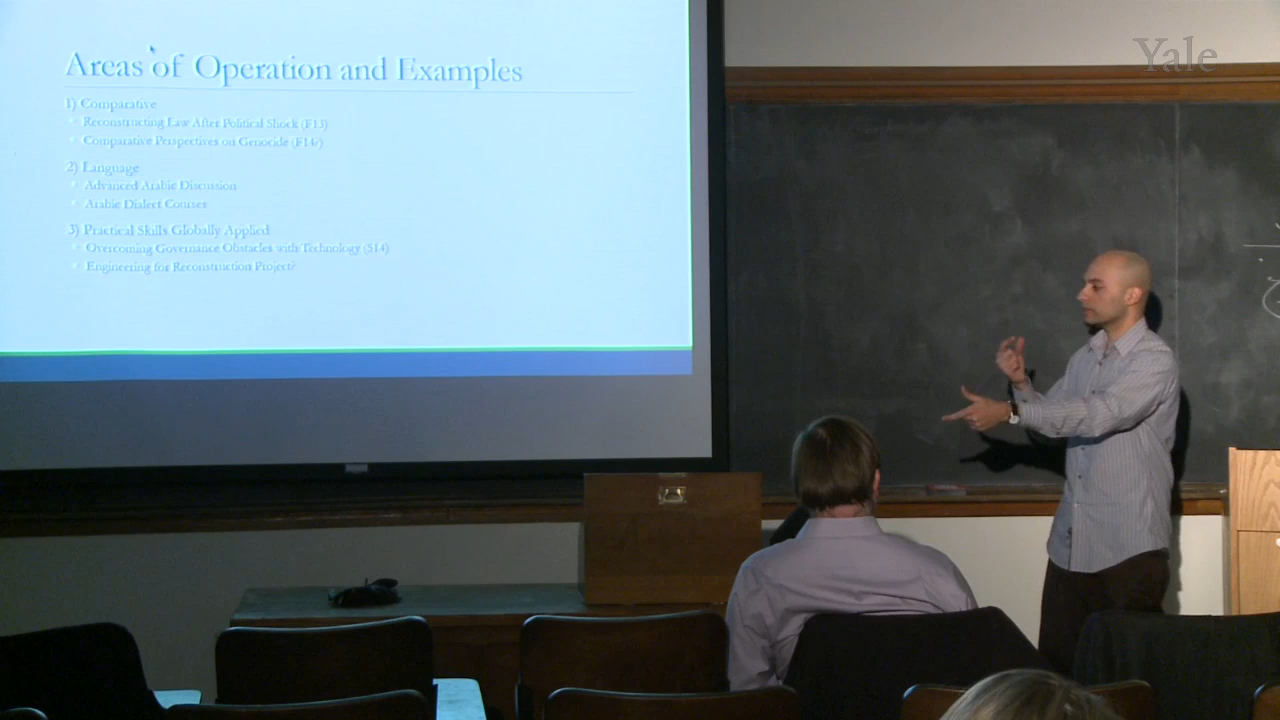 Yale
Areas of Operation and Examples
1) Comparative
Reconstructing Law After Political Shock (F13)
Comparative Perspectives on Genocide (F14?)
2) Language
Advanced Arabic Discussion
Arabic Dialect Courses
3) Practical Skills Globally Applied
Overcoming Governance Obstacles with Technology (S14)
Engineering for Reconstruction Project?